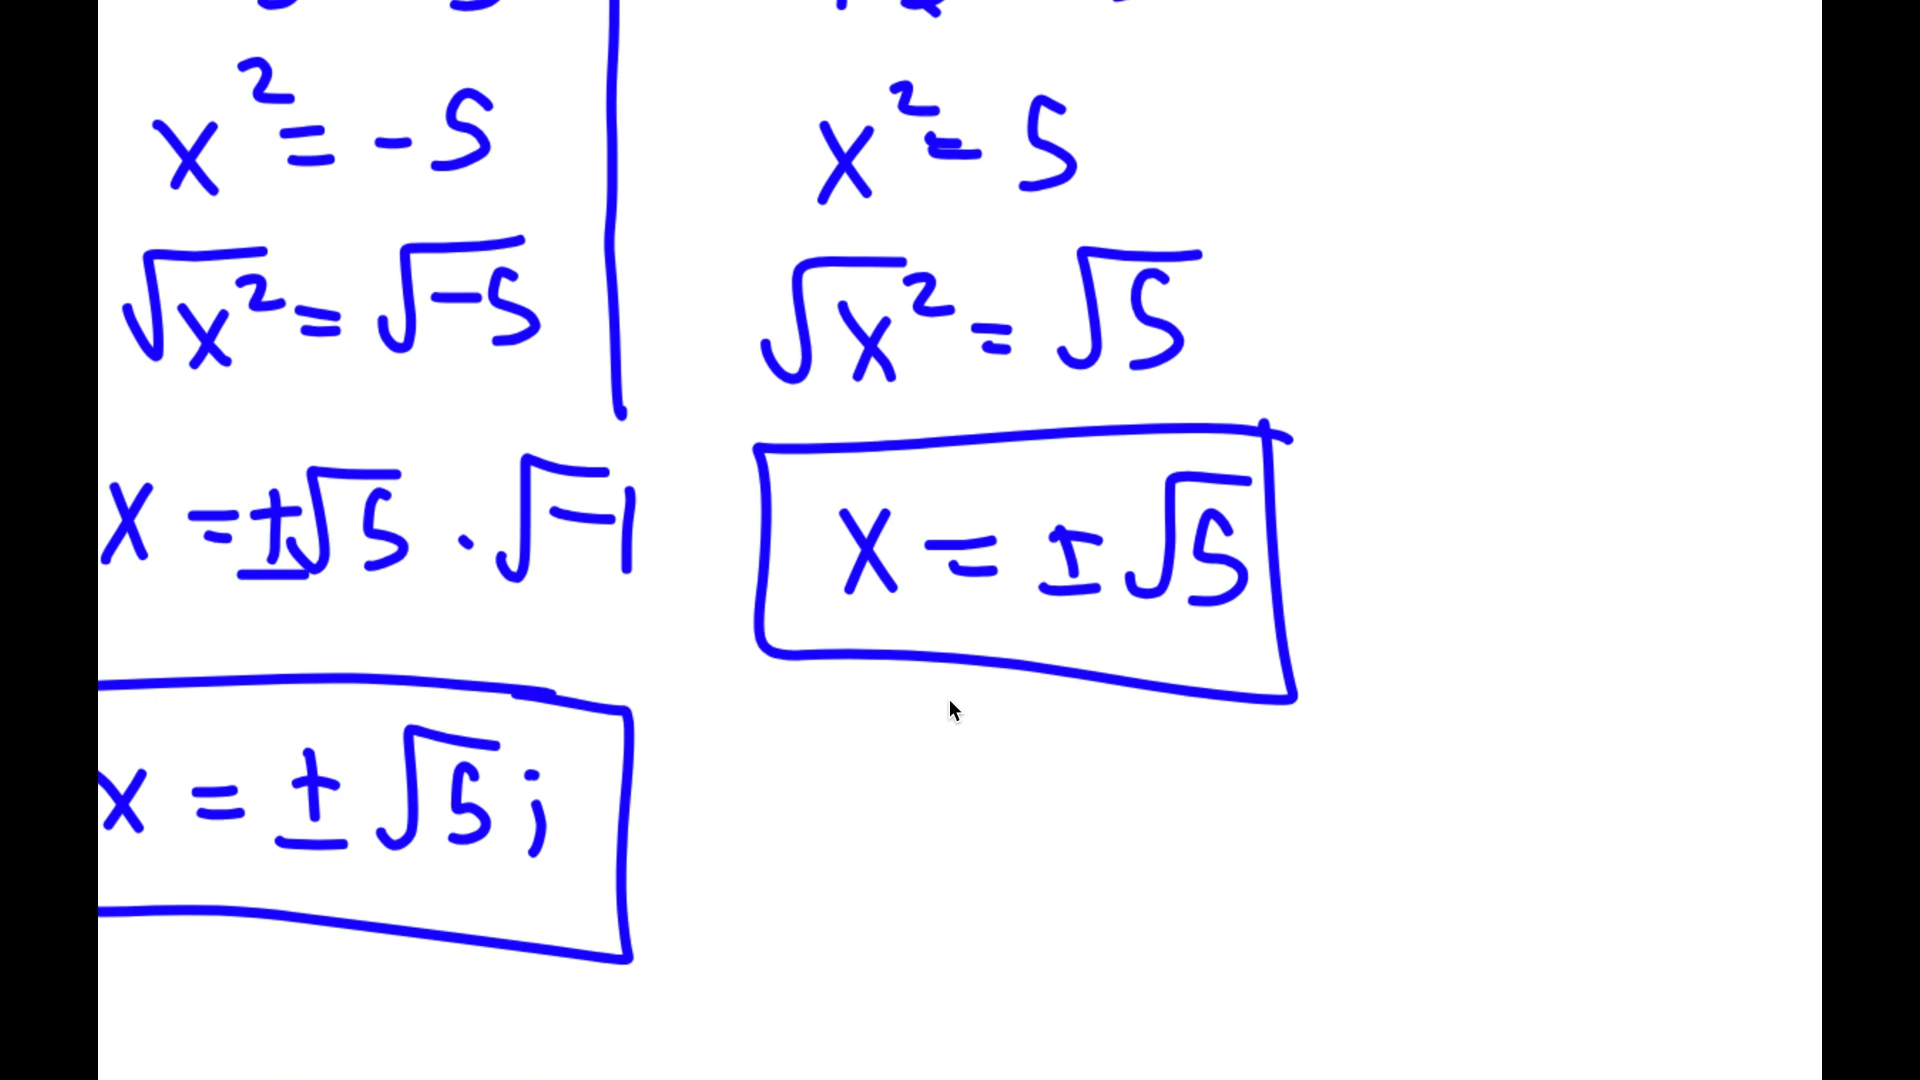 x² = -5
√x² = √-5
x = ±√5 · √-1
x = ± √5 i
x² = 5
√x² = √5
x = ± √5